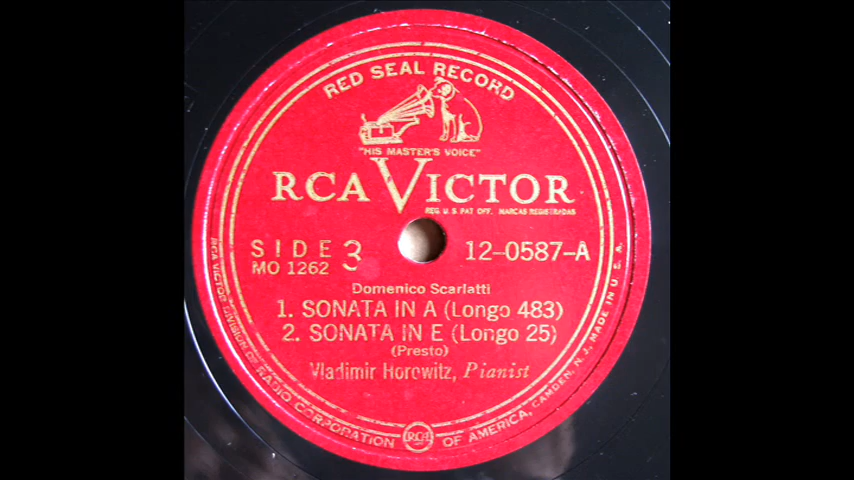 RED SEAL RECORD
"HIS MASTER'S VOICE"
RCA VICTOR
REG. U.S. PAT. OFF. MARCAS REGISTRADAS
SIDE 3
12-0587-A
MO 1262
Domenico Scarlatti
1. SONATA IN A (Longo 483)
2. SONATA IN E (Longo 25)
(Presto)
Vladimir Horowitz, Pianist
RCA VICTOR DIVISION OF RADIO CORPORATION RCA OF AMERICA, CAMDEN, N. J. MADE IN U. S. A.